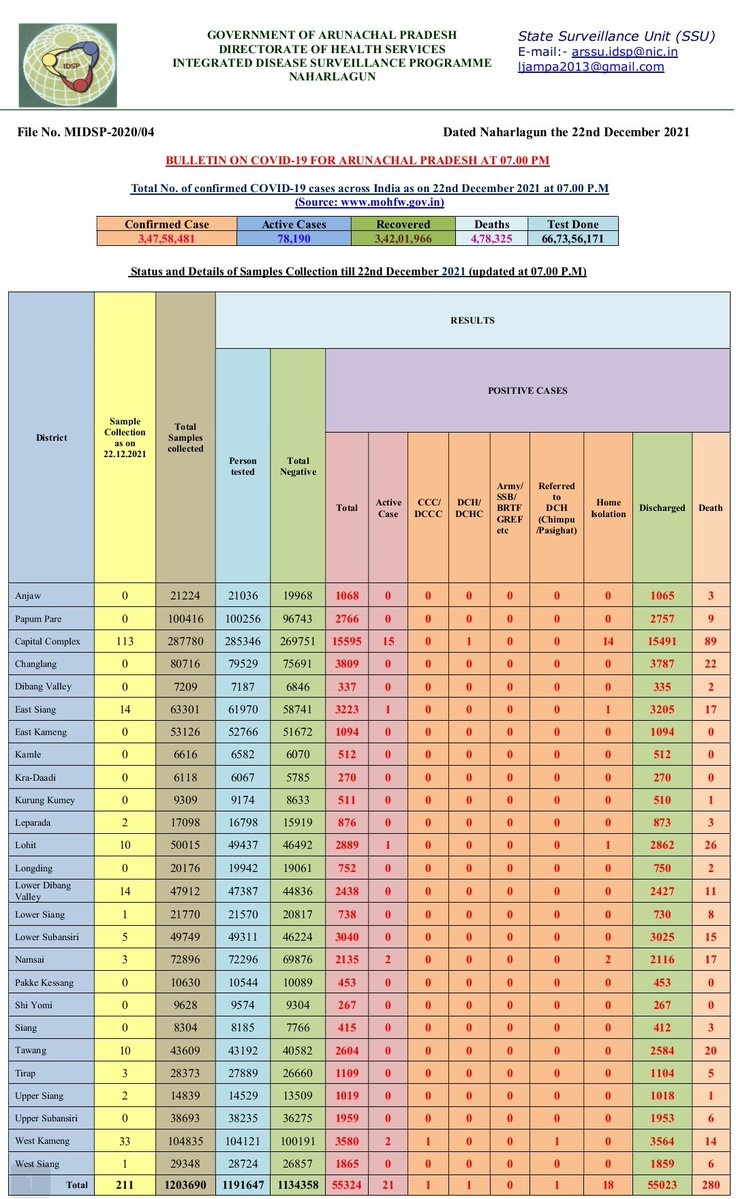 IDSP
GOVERNMENT OF ARUNACHAL PRADESH
DIRECTORATE OF HEALTH SERVICES
INTEGRATED DISEASE SURVEILLANCE PROGRAMME
NAHARLAGUN
State Surveillance Unit (SSU)
E-mail:- arssu.idsp@nic.in
ljampa2013@gmail.com
File No. MIDSP-2020/04 Dated Naharlagun the 22nd December 2021
BULLETIN ON COVID-19 FOR ARUNACHAL PRADESH AT 07.00 PM
Total No. of confirmed COVID-19 cases across India as on 22nd December 2021 at 07.00 P.M
(Source: www.mohfw.gov.in)
Confirmed Case Active Cases Recovered Deaths Test Done
3,47,58,481 78,190 3,42,01,966 4,78,325 66,73,56,171
Status and Details of Samples Collection till 22nd December 2021 (updated at 07.00 P.M)
District
Sample
Collection
as on
22.12.2021
Total
Samples
collected
RESULTS
Person
tested
Total
Negative
POSITIVE CASES
Total
Active
Case
CCC/
DCCC
DCH/
DCHC
Army/
SSB/
BRTF
GREF
etc
Referred
to
DCH
(Chimpu
/Pasighat)
Home
Isolation
Discharged
Death
Anjaw 0 21224 21036 19968 1068 0 0 0 0 0 0 1065 3
Papum Pare 0 100416 100256 96743 2766 0 0 0 0 0 0 2757 9
Capital Complex 113 287780 285346 269751 15595 15 0 1 0 0 14 15491 89
Changlang 0 80716 79529 75691 3809 0 0 0 0 0 0 3787 22
Dibang Valley 0 7209 7187 6846 337 0 0 0 0 0 0 335 2
East Siang 14 63301 61970 58741 3223 1 0 0 0 0 1 3205 17
East Kameng 0 53126 52766 51672 1094 0 0 0 0 0 0 1094 0
Kamle 0 6616 6582 6070 512 0 0 0 0 0 0 512 0
Kra-Daadi 0 6118 6067 5785 270 0 0 0 0 0 0 270 0
Kurung Kumey 0 9309 9174 8633 511 0 0 0 0 0 0 510 1
Leparada 2 17098 16798 15919 876 0 0 0 0 0 0 873 3
Lohit 10 50015 49437 46492 2889 1 0 0 0 0 1 2862 26
Longding 0 20176 19942 19061 752 0 0 0 0 0 0 750 2
Lower Dibang
Valley 14 47912 47387 44836 2438 0 0 0 0 0 0 2427 11
Lower Siang 1 21770 21570 20817 738 0 0 0 0 0 0 730 8
Lower Subansiri 5 49749 49311 46224 3040 0 0 0 0 0 0 3025 15
Namsai 3 72896 72296 69876 2135 2 0 0 0 0 2 2116 17
Pakke Kessang 0 10630 10544 10089 453 0 0 0 0 0 0 453 0
Shi Yomi 0 9628 9574 9304 267 0 0 0 0 0 0 267 0
Siang 0 8304 8185 7766 415 0 0 0 0 0 0 412 3
Tawang 10 43609 43192 40582 2604 0 0 0 0 0 0 2584 20
Tirap 3 28373 27889 26660 1109 0 0 0 0 0 0 1104 5
Upper Siang 2 14839 14529 13509 1019 0 0 0 0 0 0 1018 1
Upper Subansiri 0 38693 38235 36275 1959 0 0 0 0 0 0 1953 6
West Kameng 33 104835 104121 100191 3580 2 1 0 0 1 0 3564 14
West Siang 1 29348 28724 26857 1865 0 0 0 0 0 0 1859 6
1 Total 211 1203690 1191647 1134358 55324 21 1 1 0 1 18 55023 280